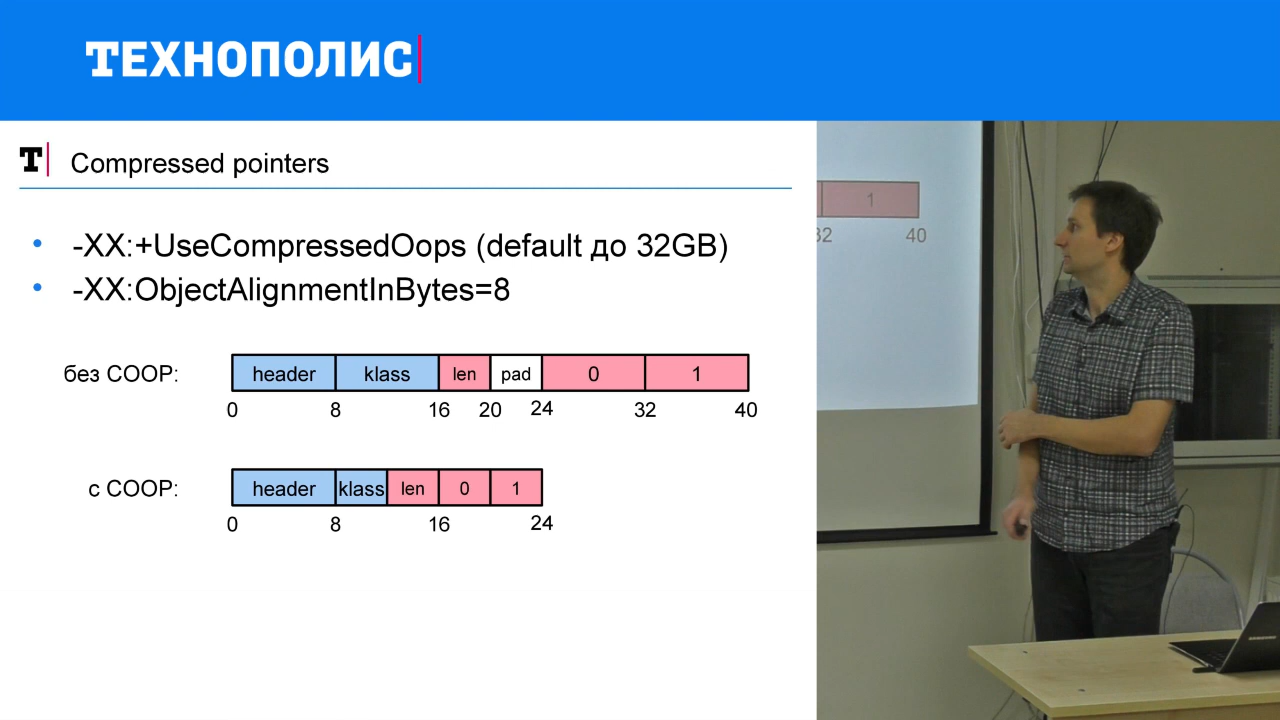 ТЕХНОПОЛИС
T Compressed pointers
• -XX:+UseCompressedOops (default до 32GB)
• -XX:ObjectAlignmentInBytes=8
без COOP: header klass len pad 0 1
0 8 16 20 24 32 40
с COOP: header klass len 0 1
0 8 16 24
1
32 40